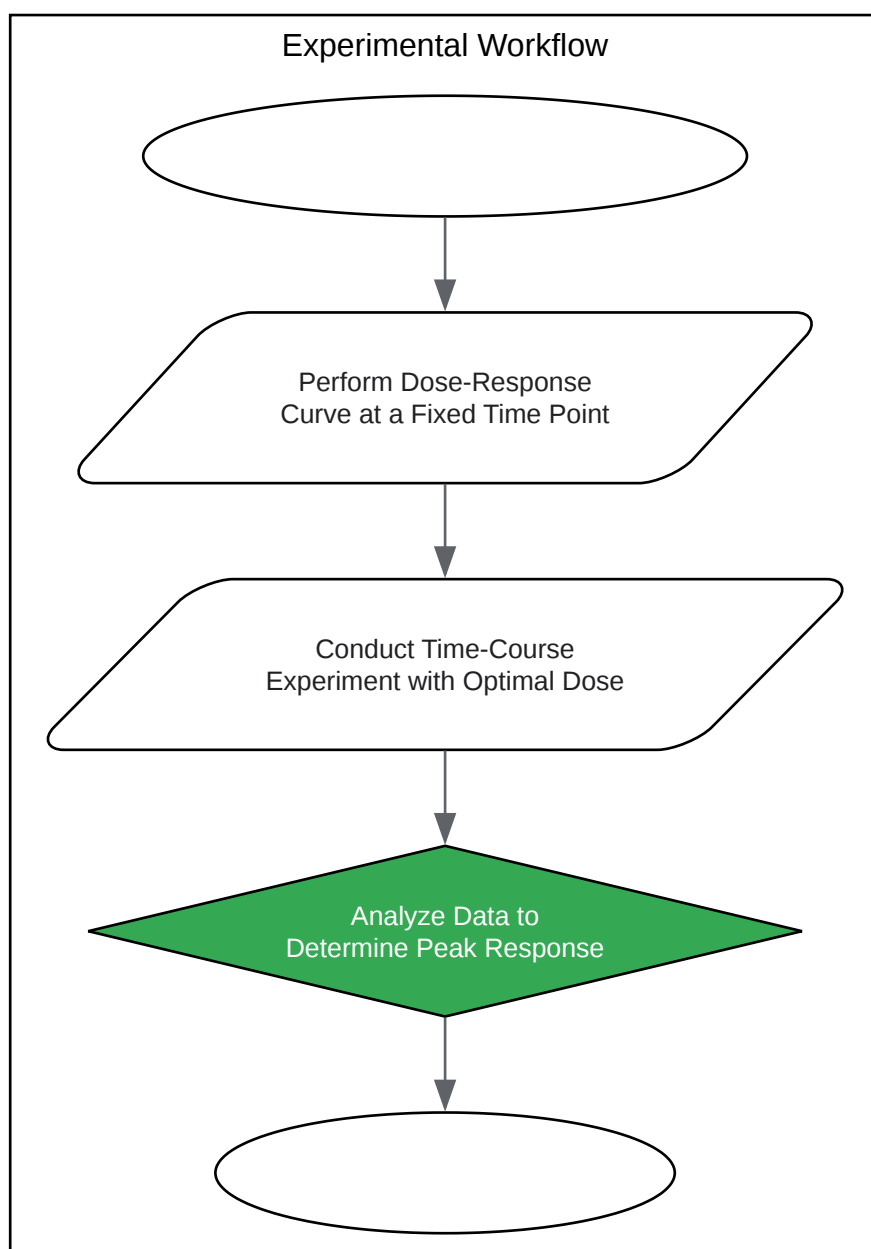 Experimental Workflow
Perform Dose-Response
Curve at a Fixed Time Point
Conduct Time-Course
Experiment with Optimal Dose
Analyze Data to
Determine Peak Response